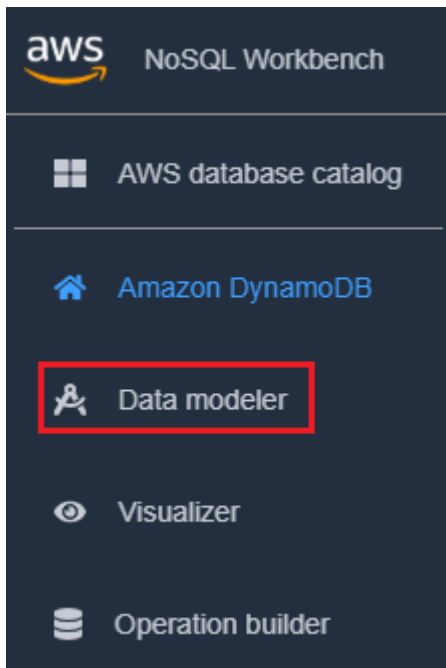 aws NoSQL Workbench
AWS database catalog
Amazon DynamoDB
Data modeler
Visualizer
Operation builder